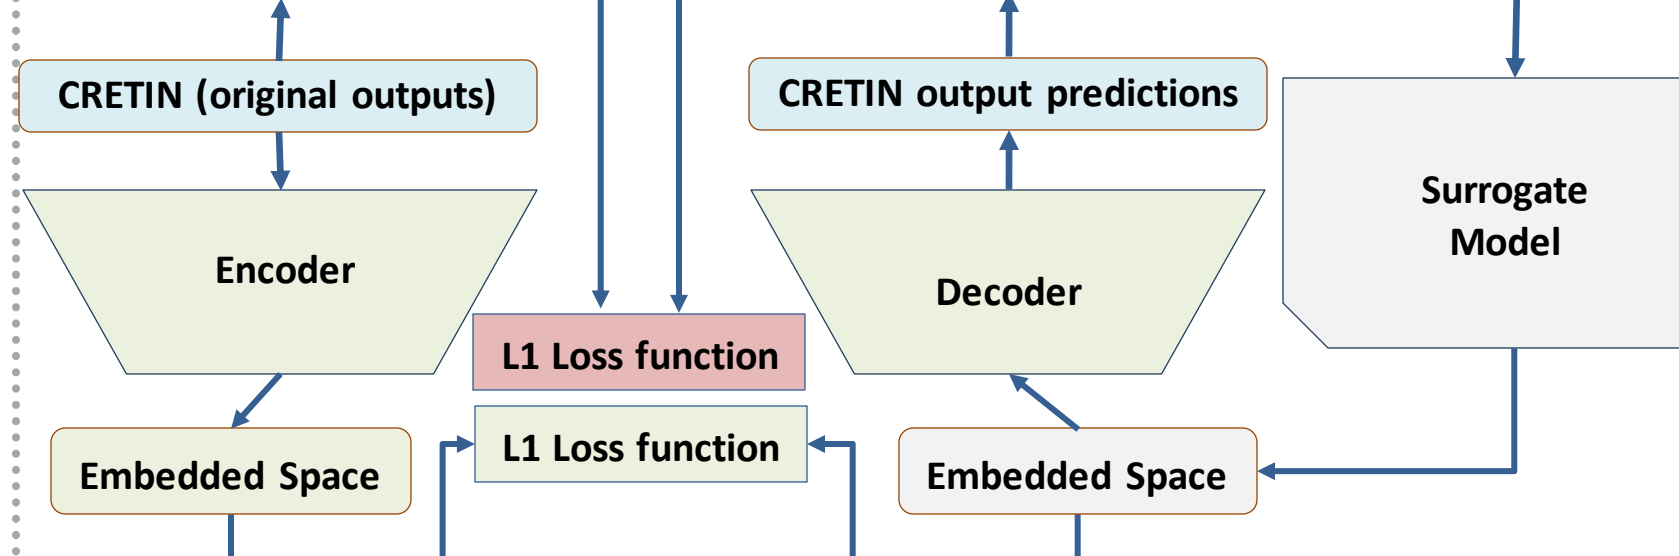 CRETIN (original outputs)
CRETIN output predictions
Surrogate
Model
Encoder
Decoder
L1 Loss function
L1 Loss function
Embedded Space
Embedded Space